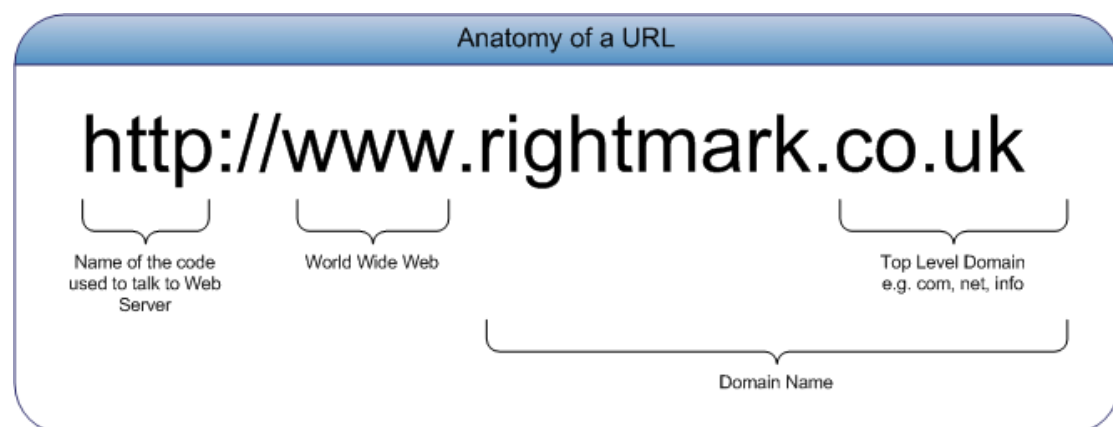 Anatomy of a URL
http://www.rightmark.co.uk
Name of the code
used to talk to Web
Server
World Wide Web
Top Level Domain
e.g. com, net, info
Domain Name